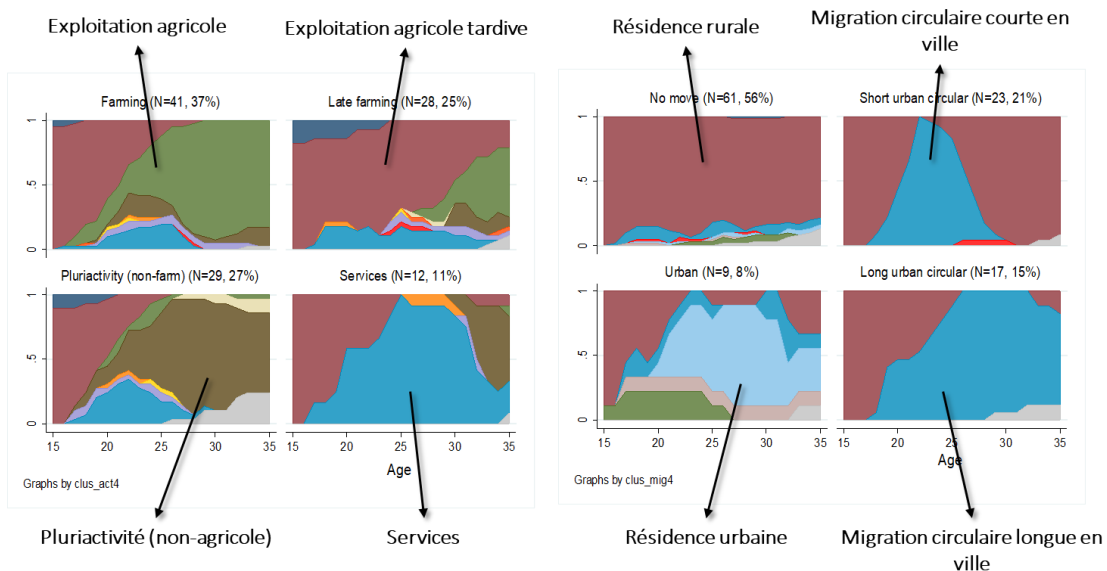 Exploitation agricole
Exploitation agricole tardive
Résidence rurale
Migration circulaire courte en
ville
Farming (N=41, 37%)
Late farming (N=28, 25%)
0 .5 1
Pluriactivity (non-farm) (N=29, 27%)
Services (N=12, 11%)
0 .5 1
15 20 25 30 35
15 20 25 30 35
Age
Graphs by clus_act4
No move (N=61, 56%)
Short urban circular (N=23, 21%)
0 .5 1
Urban (N=9, 8%)
Long urban circular (N=17, 15%)
0 .5 1
15 20 25 30 35
15 20 25 30 35
Age
Graphs by clus_mig4
Pluriactivité (non-agricole)
Services
Résidence urbaine
Migration circulaire longue en
ville